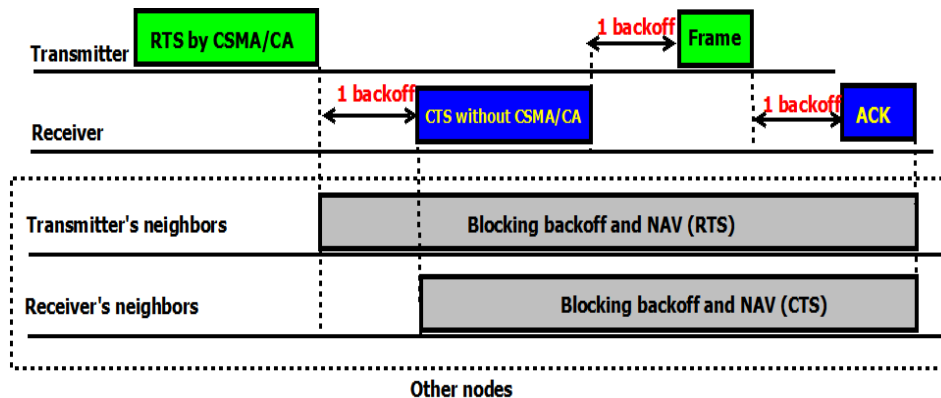 1 backoff
RTS by CSMA/CA
Frame
Transmitter
1 backoff
1 backoff
CTS without CSMA/CA
ACK
Receiver
Transmitter's neighbors
Blocking backoff and NAV (RTS)
Receiver's neighbors
Blocking backoff and NAV (CTS)
Other nodes